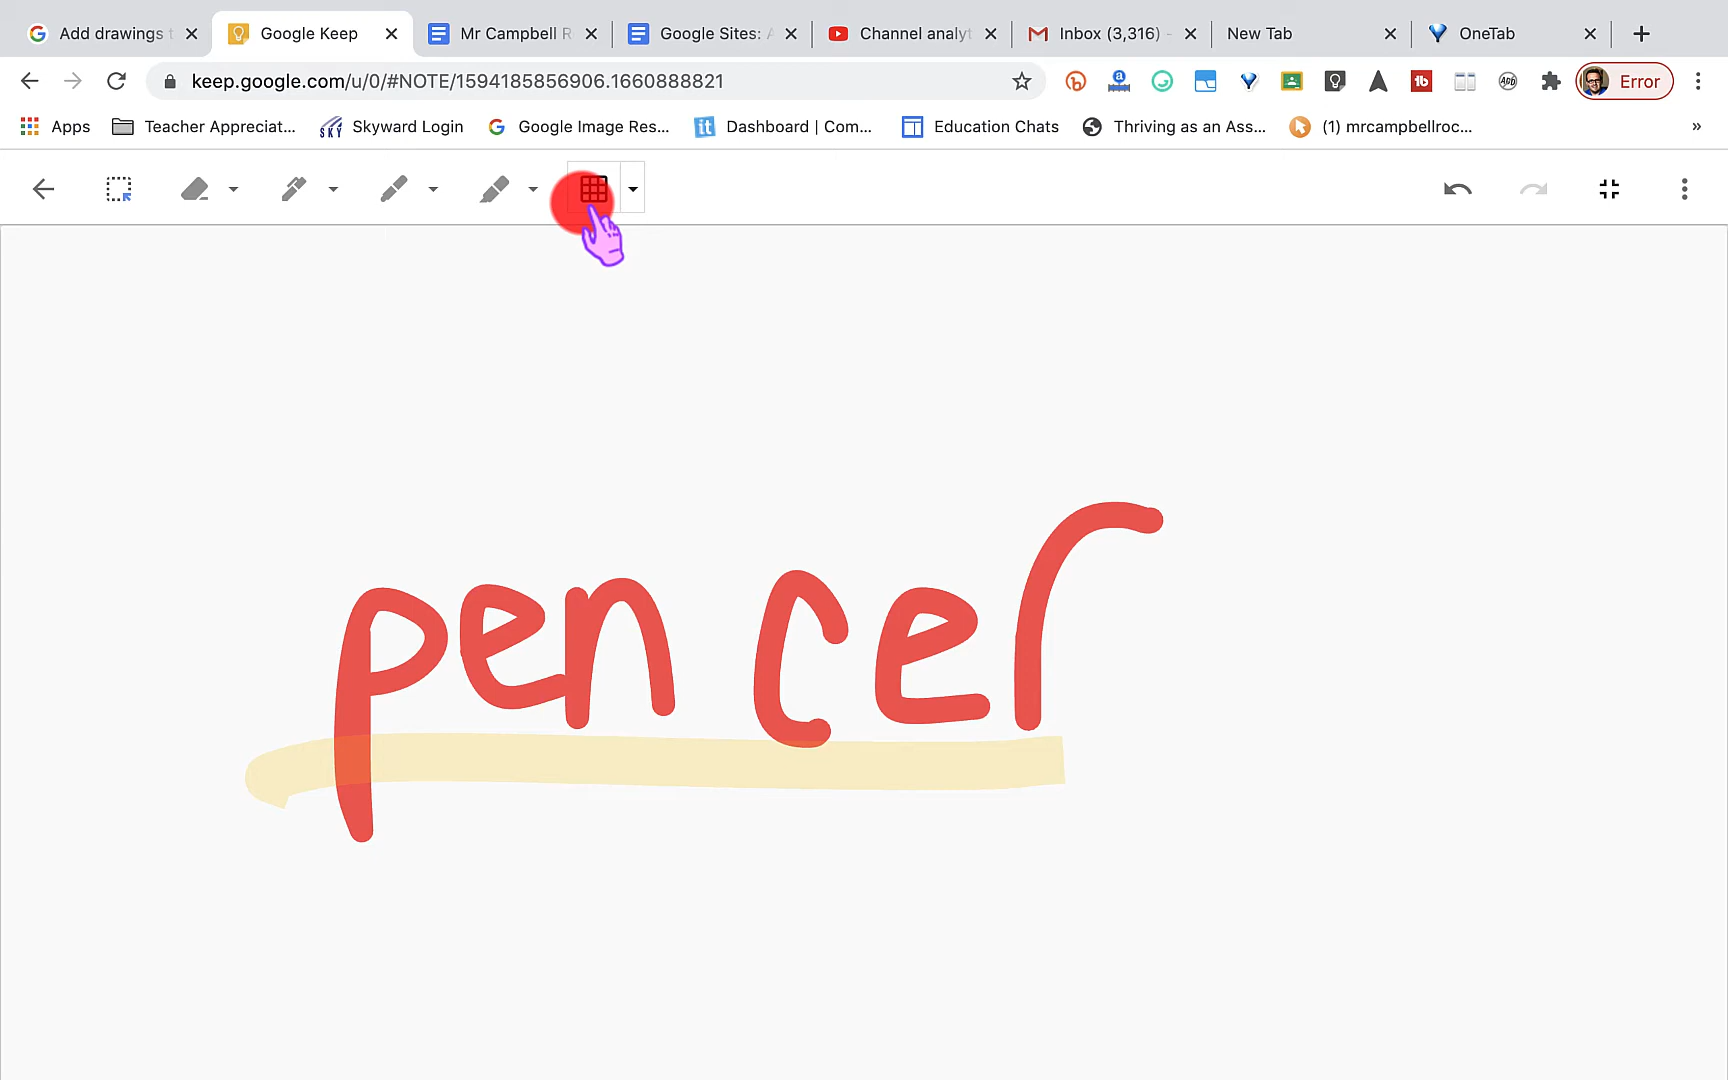 Add drawings t
Google Keep
Mr Campbell R
Google Sites: A
Channel analyt
Inbox (3,316) -
New Tab
OneTab
keep.google.com/u/0/#NOTE/1594185856906.1660888821
Error
Apps
Teacher Appreciat...
SKY
Skyward Login
Google Image Res...
it
Dashboard | Com...
Education Chats
Thriving as an Ass...
(1) mrcampbellroc...
»
pen cer